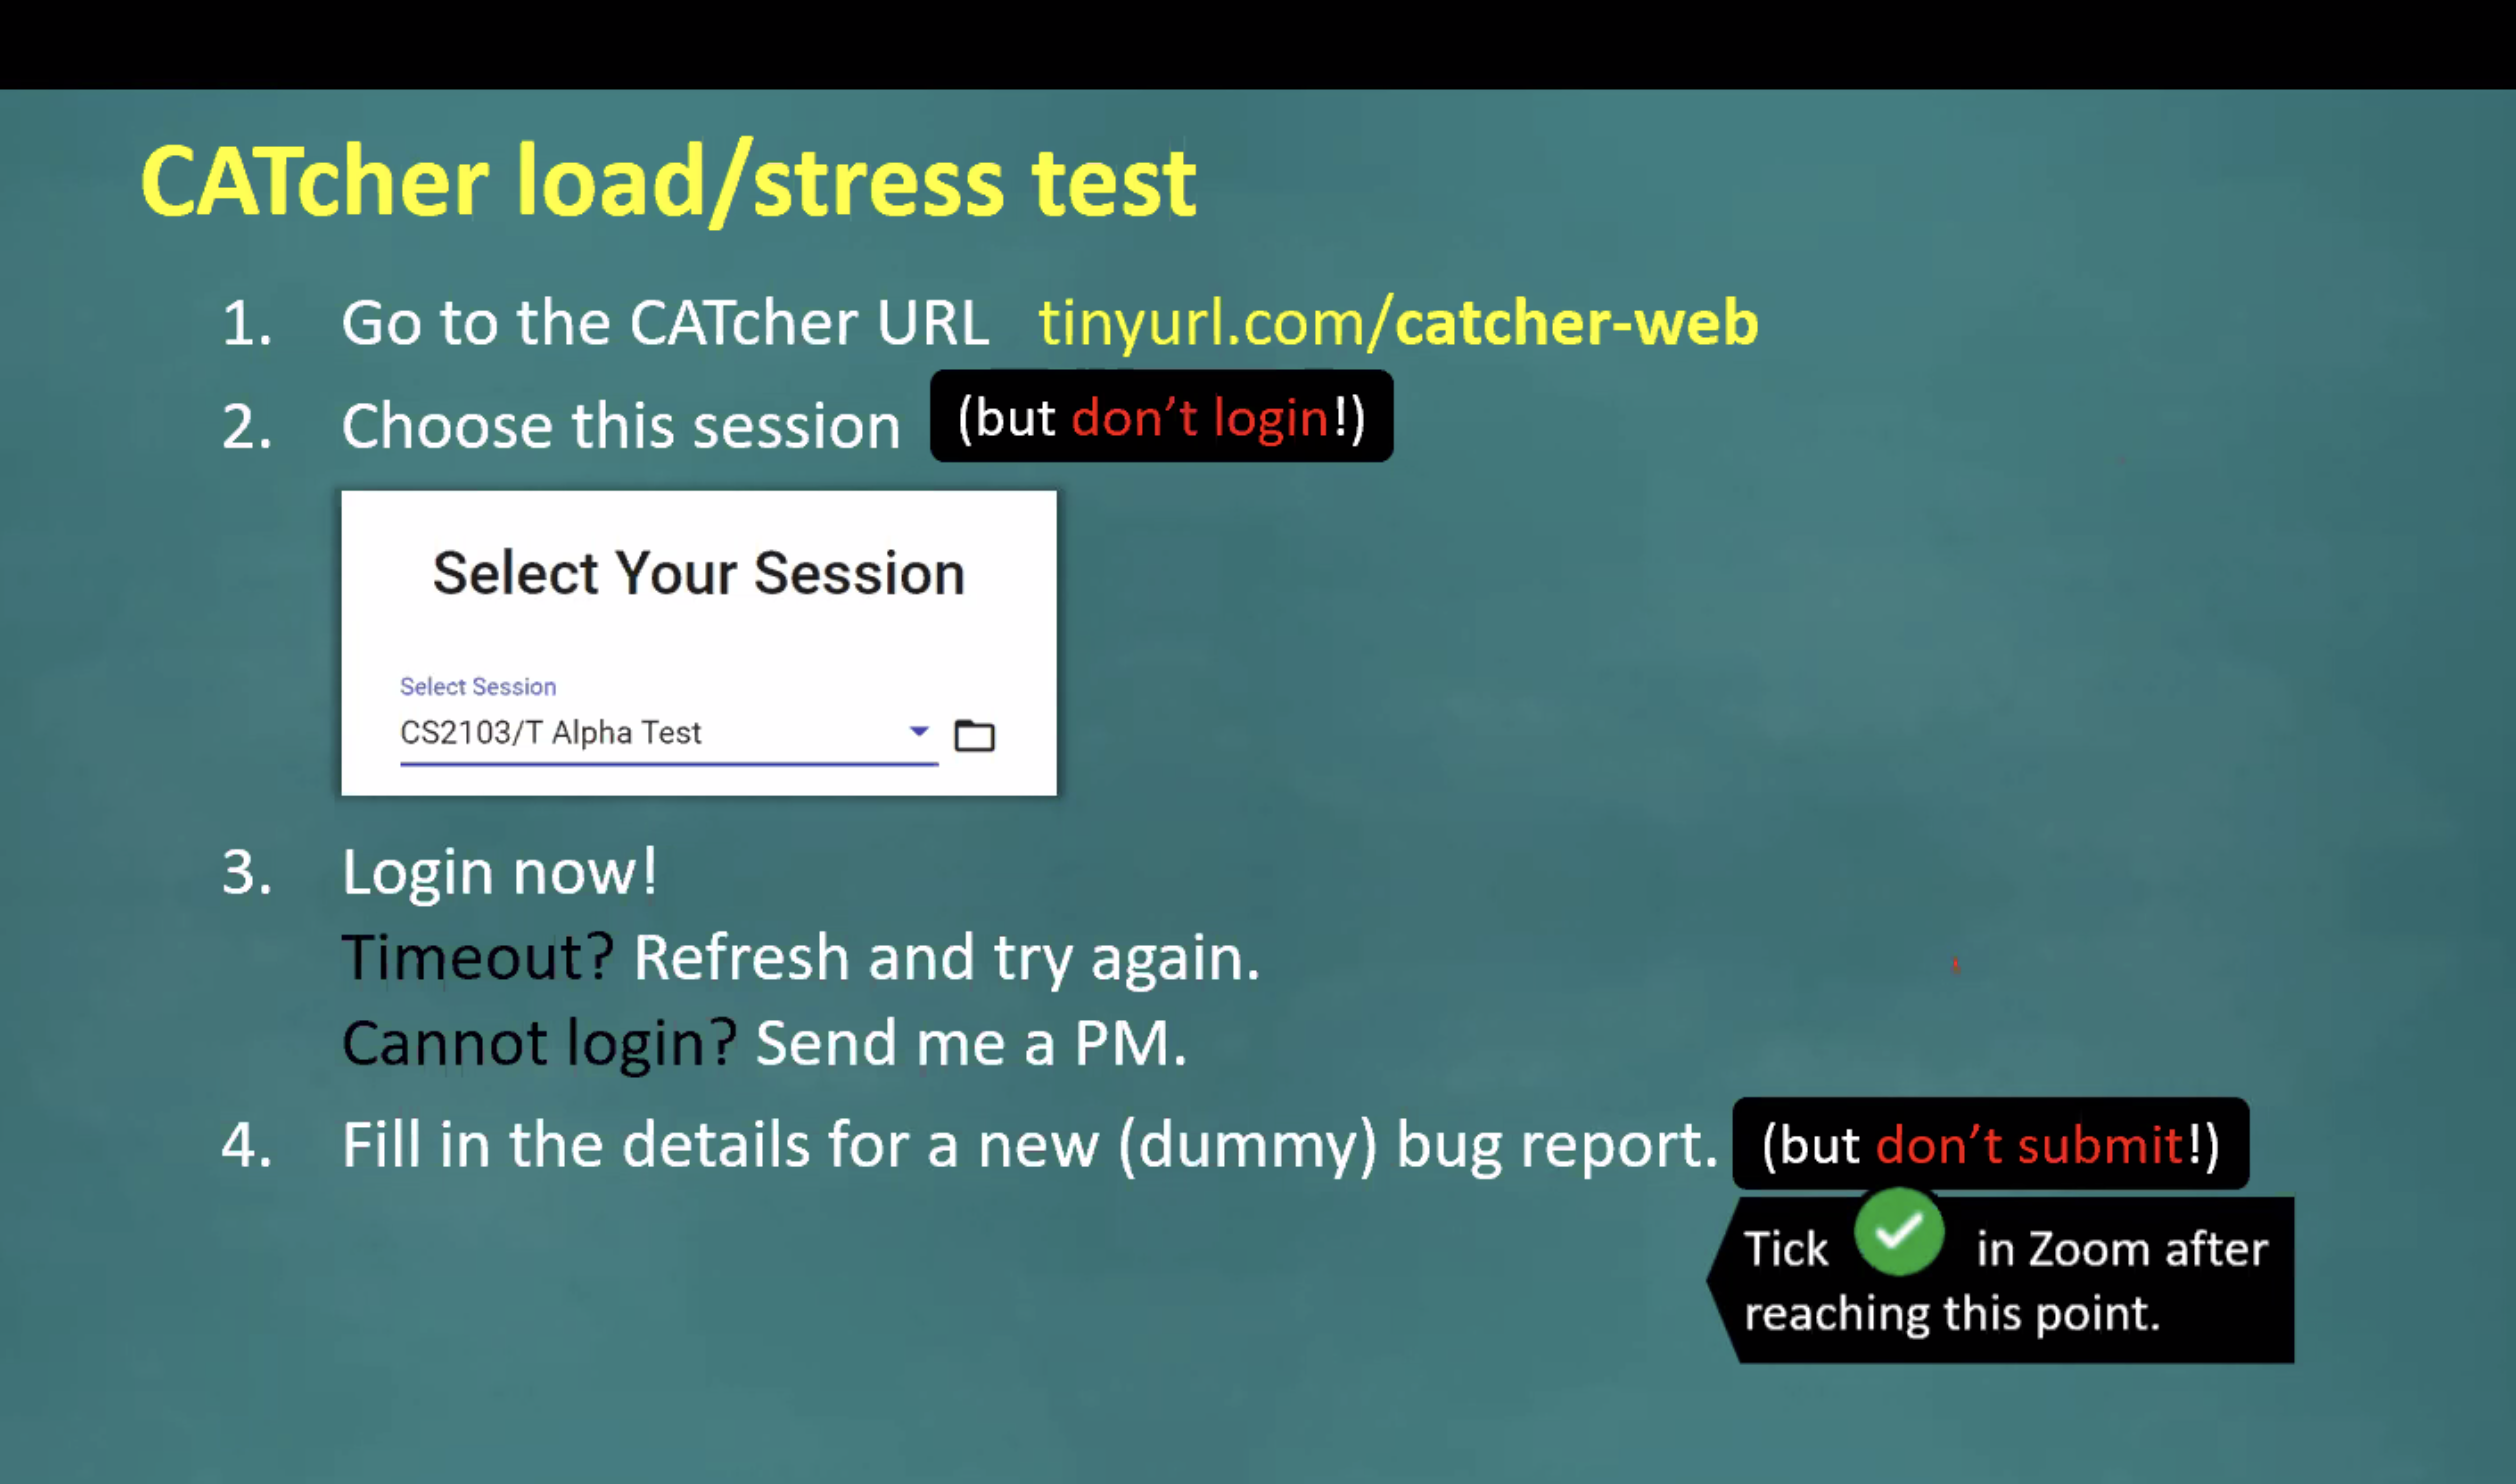 CATcher load/stress test
1. Go to the CATcher URL tinyurl.com/catcher-web
2. Choose this session (but don't login!)
Select Your Session
Select Session
CS2103/T Alpha Test
3. Login now!
Timeout? Refresh and try again.
Cannot login? Send me a PM.
4. Fill in the details for a new (dummy) bug report. (but don't submit!)
Tick in Zoom after
reaching this point.